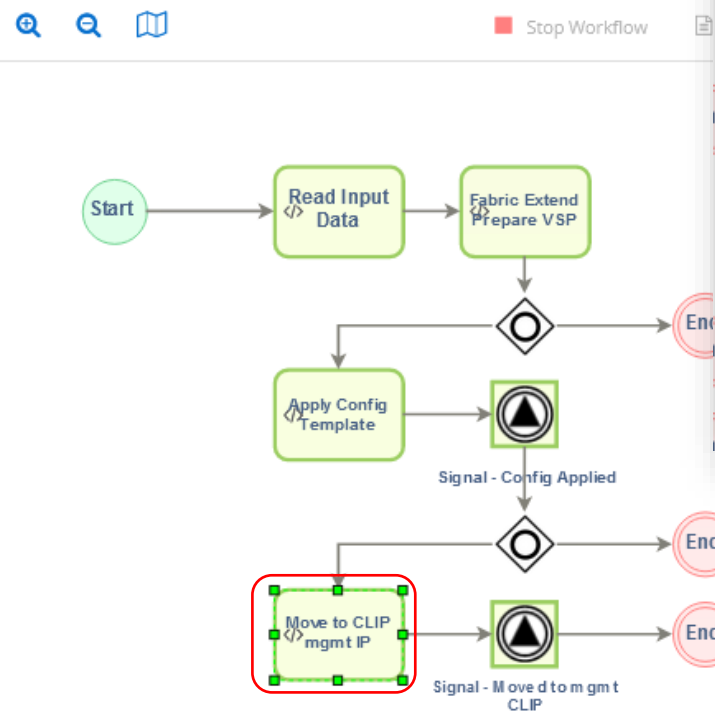 Stop Workflow
Start
Read Input
Data
Fabric Extend
Prepare VSP
Apply Config
Template
Signal - Config Applied
Move to CLIP
mgmt IP
Signal - Moved to mgmt
CLIP